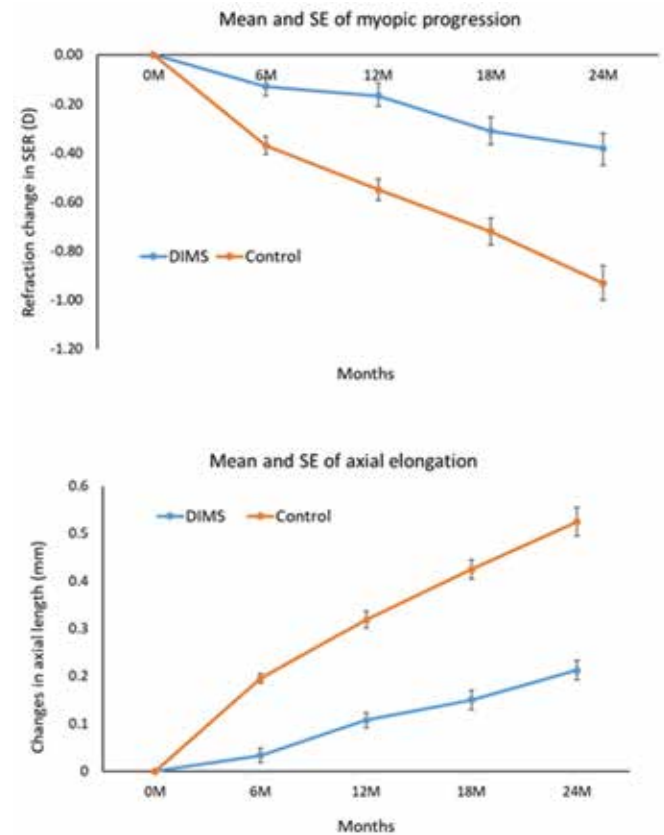 Mean and SE of myopic progression
0.00
0M 6M 12M 18M 24M
-0.20
-0.40
-0.60
-0.80
-1.00
-1.20
Refraction change in SER (D)
DIMS Control
Months
Mean and SE of axial elongation
0.6
0.5
0.4
0.3
0.2
0.1
0
Changes in axial length (mm)
DIMS Control
0M 6M 12M 18M 24M
Months